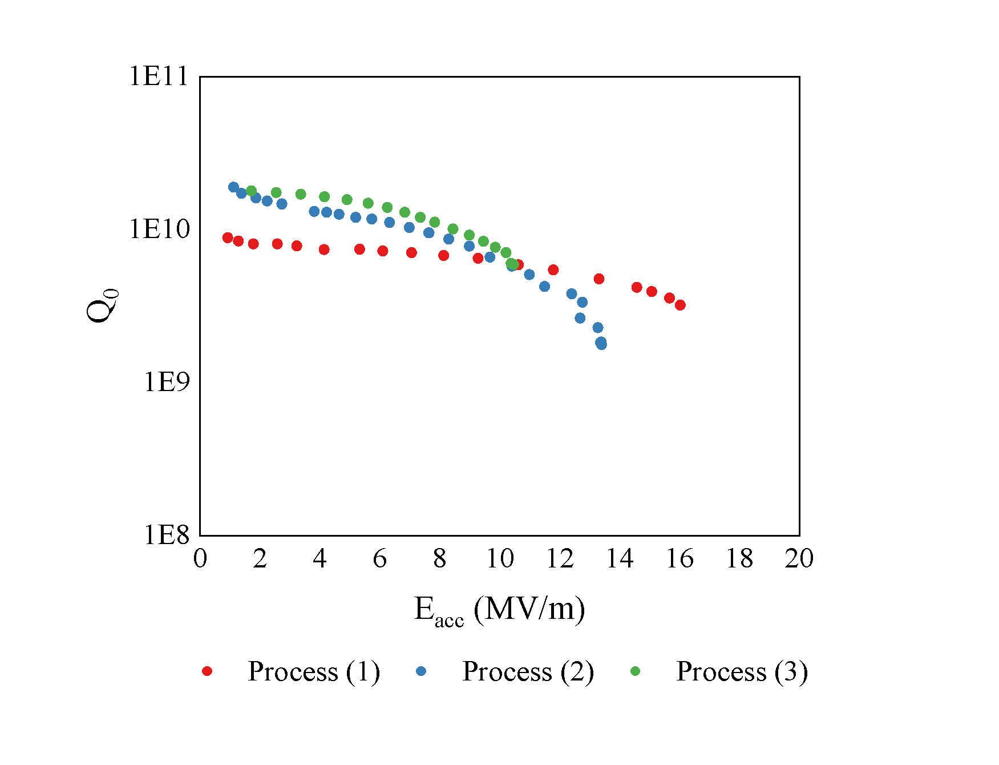 1E11
1E10
1E9
1E8
Q0
0 2 4 6 8 10 12 14 16 18 20
Eacc (MV/m)
Process (1) Process (2) Process (3)